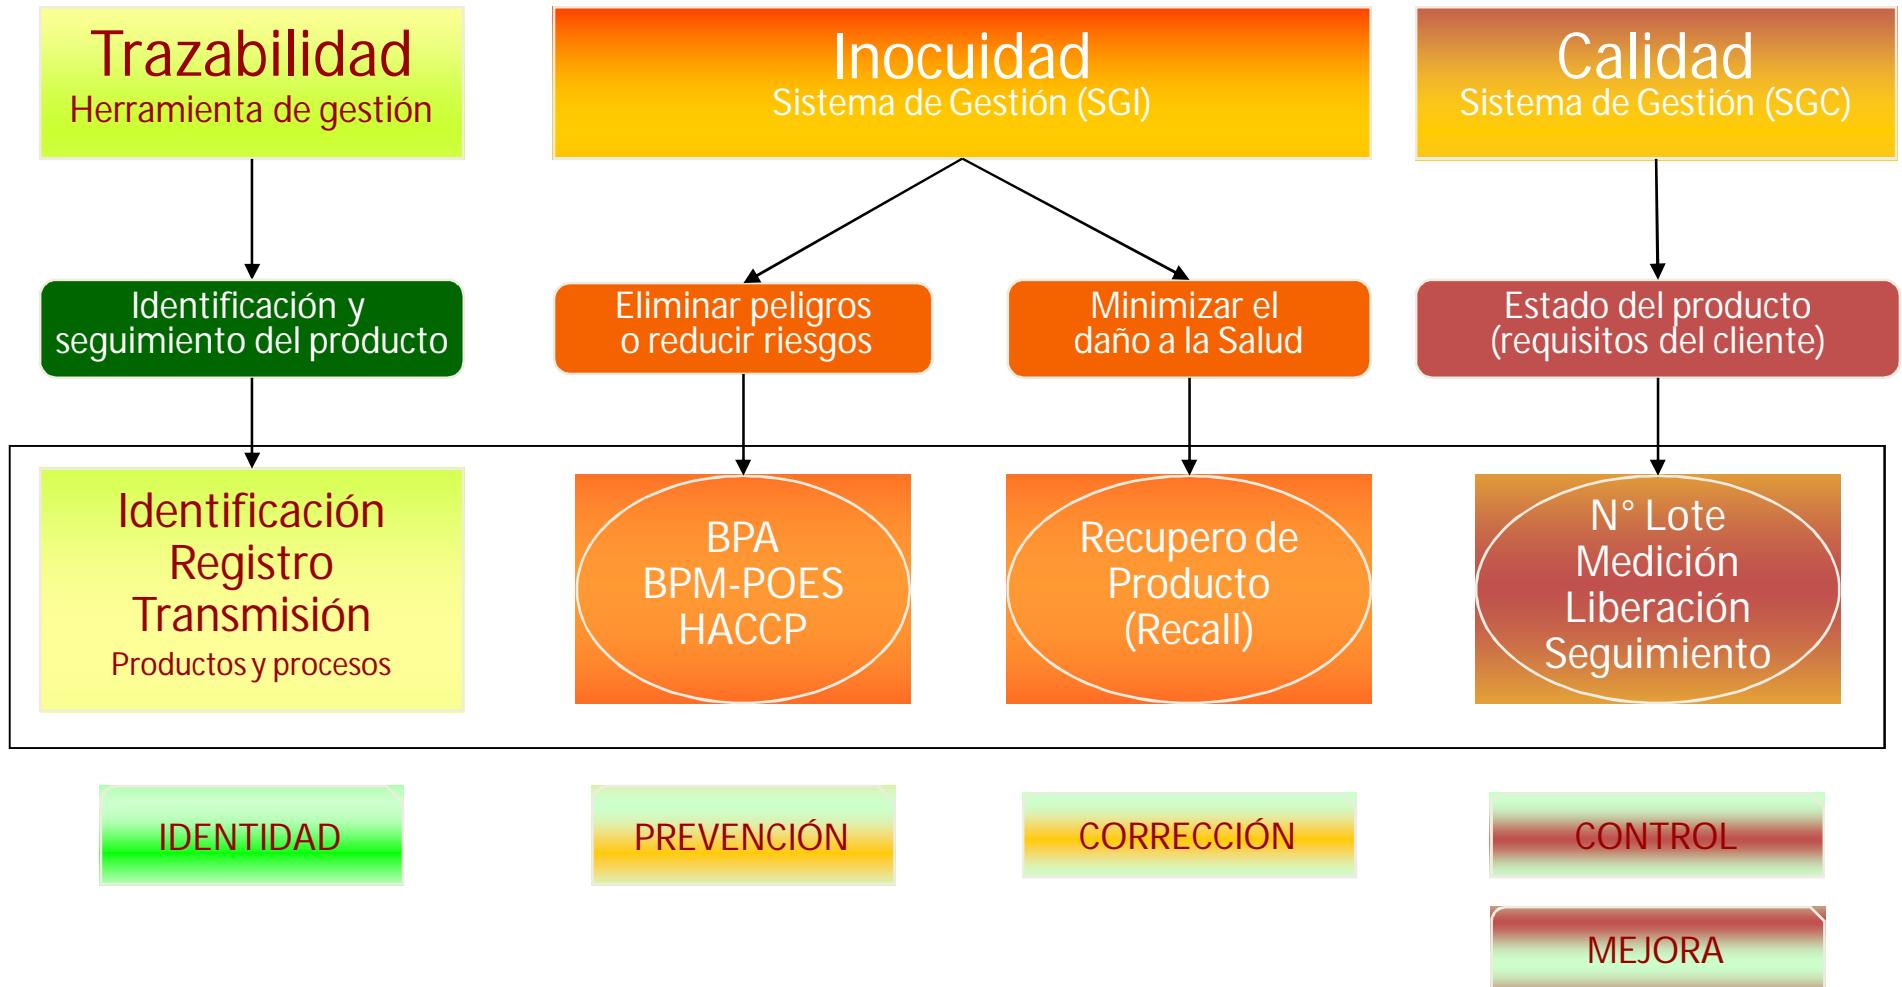 Trazabilidad
Herramienta de gestión
Inocuidad
Sistema de Gestión (SGI)
Calidad
Sistema de Gestión (SGC)
Identificación y
seguimiento del producto
Eliminar peligros
o reducir riesgos
Minimizar el
daño a la Salud
Estado del producto
(requisitos del cliente)
Identificación
Registro
Transmisión
Productos y procesos
BPA
BPM-POES
HACCP
Recupero de
Producto
(Recall)
N° Lote
Medición
Liberación
Seguimiento
IDENTIDAD
PREVENCIÓN
CORRECCIÓN
CONTROL
MEJORA